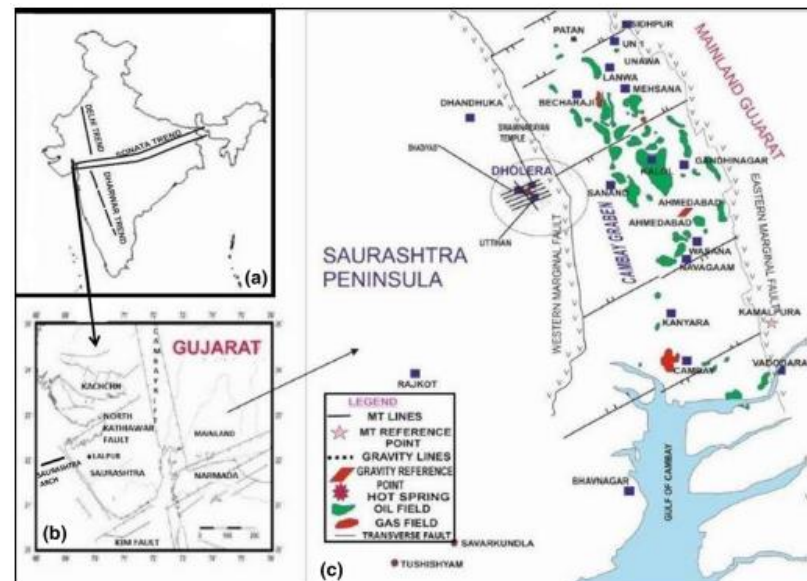 DELHI TREND
SONATA TREND
DHARWAR TREND
(a)
GUJARAT
KACHCHH
NORTH
KATHIAWAR
FAULT
LALPUR
SAURASHTRA
SAURASHTRA
ARCH
MAINLAND
NARMADA
KIM FAULT
(b)
SIDHPUR
PATAN
UN 1
UNAWA
LANWA
MEHSANA
BECHARAJI
MAINLAND GUJARAT
DHANDHUKA
SWAMINARAYAN
TEMPLE
BHADIYAD
DHOLERA
UTTHAN
KALOL
GANDHINAGAR
SANAND
AHMEDABAD
AHMEDABAD
CAMBAY GRABEN
WASANA
NAVAGAAM
EASTERN MARGINAL FAULT
WESTERN MARGINAL FAULT
SAURASHTRA
PENINSULA
KAMALPURA
KANYARA
CAMBAY
VADODARA
RAJKOT
LEGEND
MT LINES
MT REFERENCE
POINT
GRAVITY LINES
GRAVITY REFERENCE
POINT
HOT SPRING
OIL FIELD
GAS FIELD
TRANSVERSE FAULT
BHAVNAGAR
GULF OF CAMBAY
SAVARKUNDLA
TUSHISHYAM
(c)